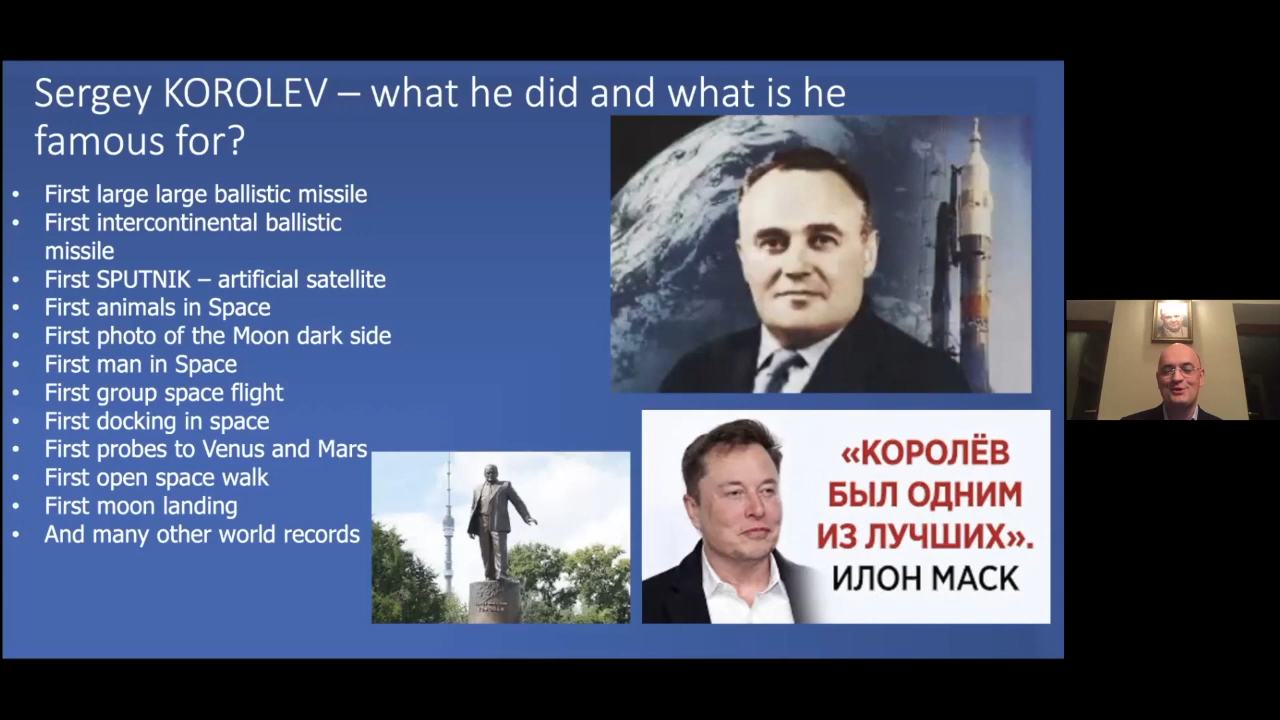 Sergey KOROLEV – what he did and what is he
famous for?
• First large large ballistic missile
• First intercontinental ballistic
missile
• First SPUTNIK – artificial satellite
• First animals in Space
• First photo of the Moon dark side
• First man in Space
• First group space flight
• First docking in space
• First probes to Venus and Mars
• First open space walk
• First moon landing
• And many other world records
«КОРОЛЁВ
БЫЛ ОДНИМ
ИЗ ЛУЧШИХ».
ИЛОН МАСК